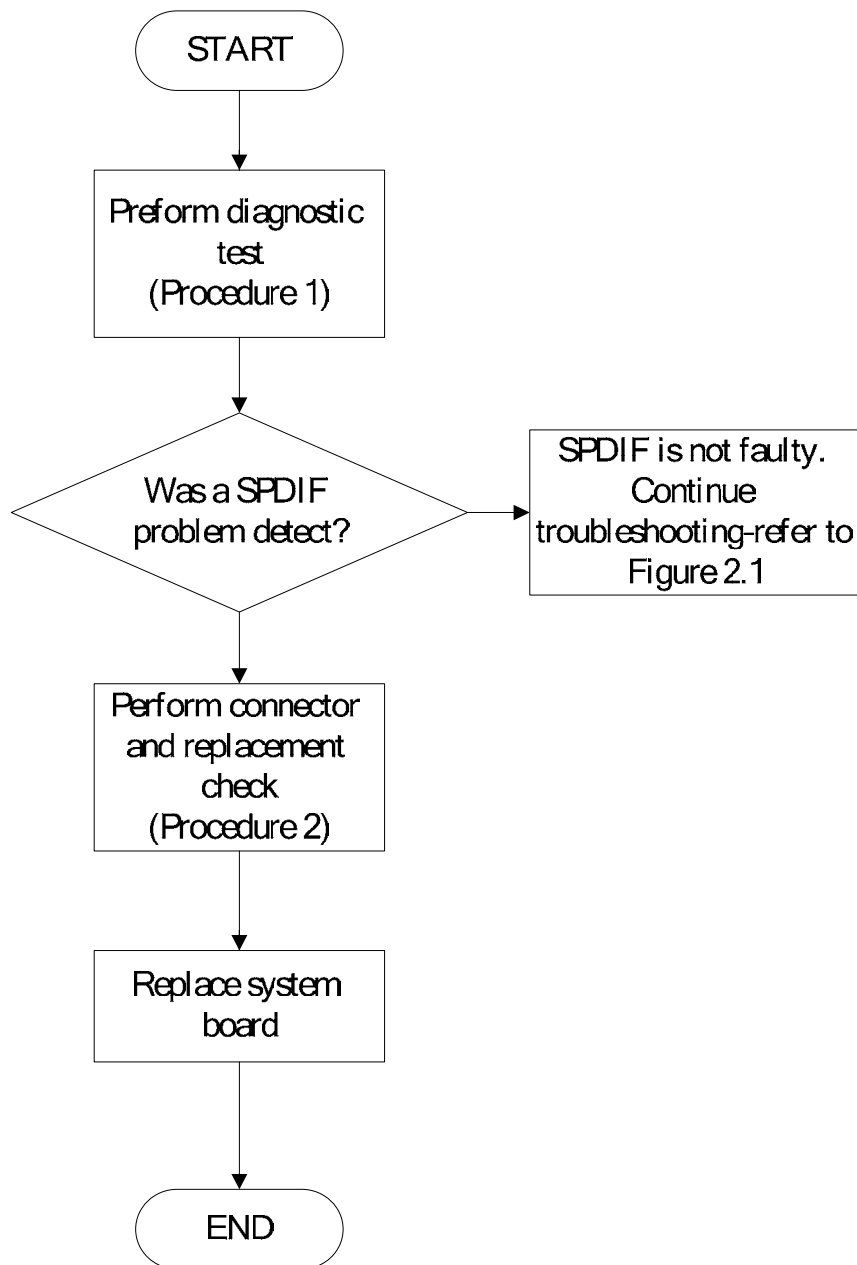 START
Preform diagnostic
test
(Procedure 1)
Was a SPDIF
problem detect?
SPDIF is not faulty.
Continue
troubleshooting-refer to
Figure 2.1
Perform connector
and replacement
check
(Procedure 2)
Replace system
board
END